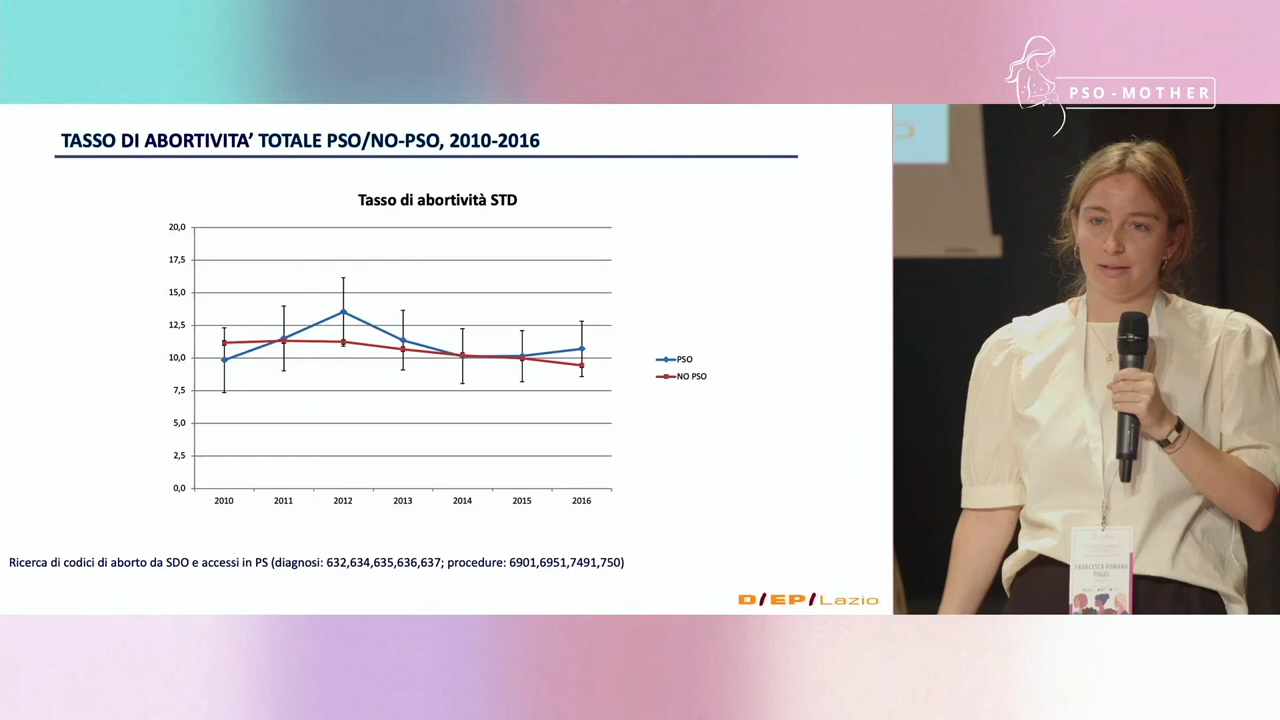 PSO-MOTHER
TASSO DI ABORTIVITA’ TOTALE PSO/NO-PSO, 2010-2016
Tasso di abortività STD
20,0
17,5
15,0
12,5
10,0
7,5
5,0
2,5
0,0
2010 2011 2012 2013 2014 2015 2016
PSO
NO PSO
Ricerca di codici di aborto da SDO e accessi in PS (diagnosi: 632,634,635,636,637; procedure: 6901,6951,7491,750)
D/EP/Lazio
FRANCESCA ROMANA
POGGI